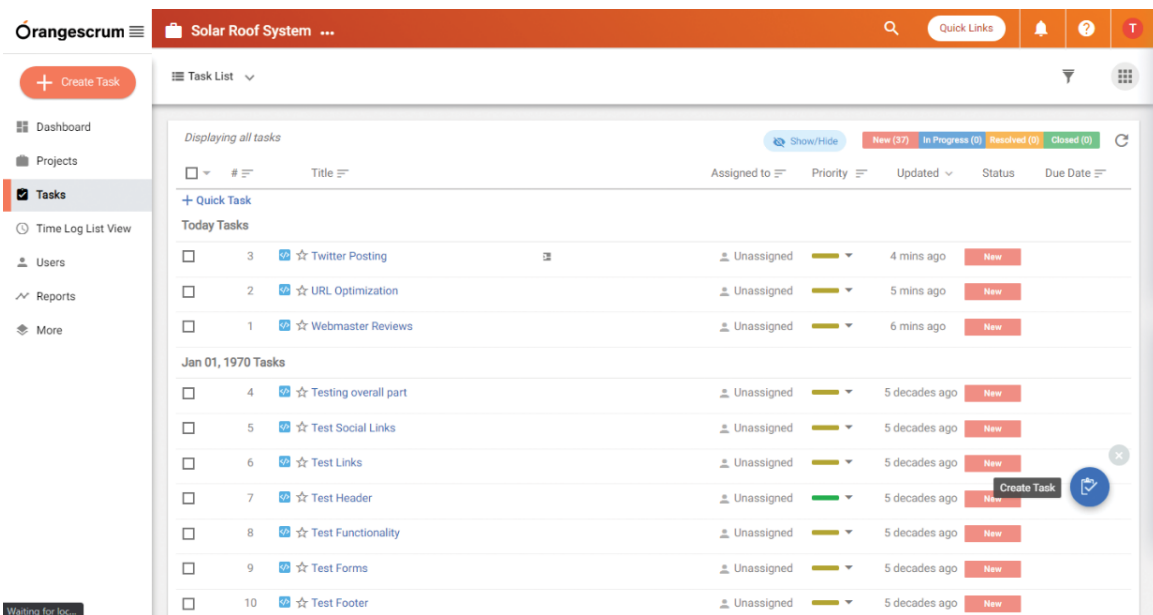 Orangescrum
Solar Roof System ...
Quick Links
T
Create Task
Task List
Dashboard
Projects
Tasks
Time Log List View
Users
Reports
More
Displaying all tasks
Show/Hide
New (37) In Progress (0) Resolved (0) Closed (0)
# Title Assigned to Priority Updated Status Due Date
+ Quick Task
Today Tasks
3 Twitter Posting Unassigned 4 mins ago New
2 URL Optimization Unassigned 5 mins ago New
1 Webmaster Reviews Unassigned 6 mins ago New
Jan 01, 1970 Tasks
4 Testing overall part Unassigned 5 decades ago New
5 Test Social Links Unassigned 5 decades ago New
6 Test Links Unassigned 5 decades ago New
Create Task
7 Test Header Unassigned 5 decades ago New
8 Test Functionality Unassigned 5 decades ago New
9 Test Forms Unassigned 5 decades ago New
10 Test Footer Unassigned 5 decades ago New
Waiting for loc...